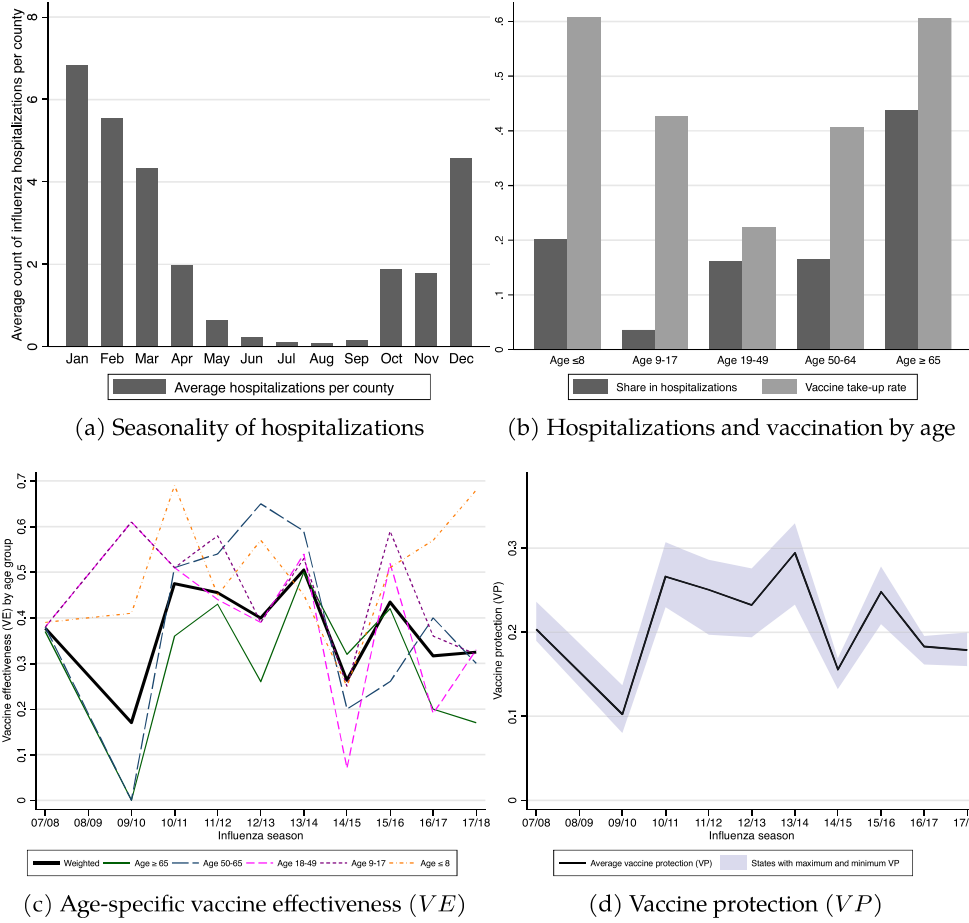 Average count of influenza hospitalizations per county
8
6
4
2
0
Jan Feb Mar Apr May Jun Jul Aug Sep Oct Nov Dec
Average hospitalizations per county
(a) Seasonality of hospitalizations
.6
.5
.4
.3
.2
.1
0
Age ≤8 Age 9-17 Age 19-49 Age 50-64 Age ≥ 65
Share in hospitalizations Vaccine take-up rate
(b) Hospitalizations and vaccination by age
Vaccine effectiveness (VE) by age group
0.7
0.6
0.5
0.4
0.3
0.2
0.1
0
07/08 08/09 09/10 10/11 11/12 12/13 13/14 14/15 15/16 16/17 17/18
Influenza season
Weighted Age ≥ 65 Age 50-65 Age 18-49 Age 9-17 Age ≤ 8
(c) Age-specific vaccine effectiveness (VE)
Vaccine protection (VP)
0.3
0.2
0.1
0
07/08 08/09 09/10 10/11 11/12 12/13 13/14 14/15 15/16 16/17 17/
Influenza season
Average vaccine protection (VP) States with maximum and minimum VP
(d) Vaccine protection (VP)